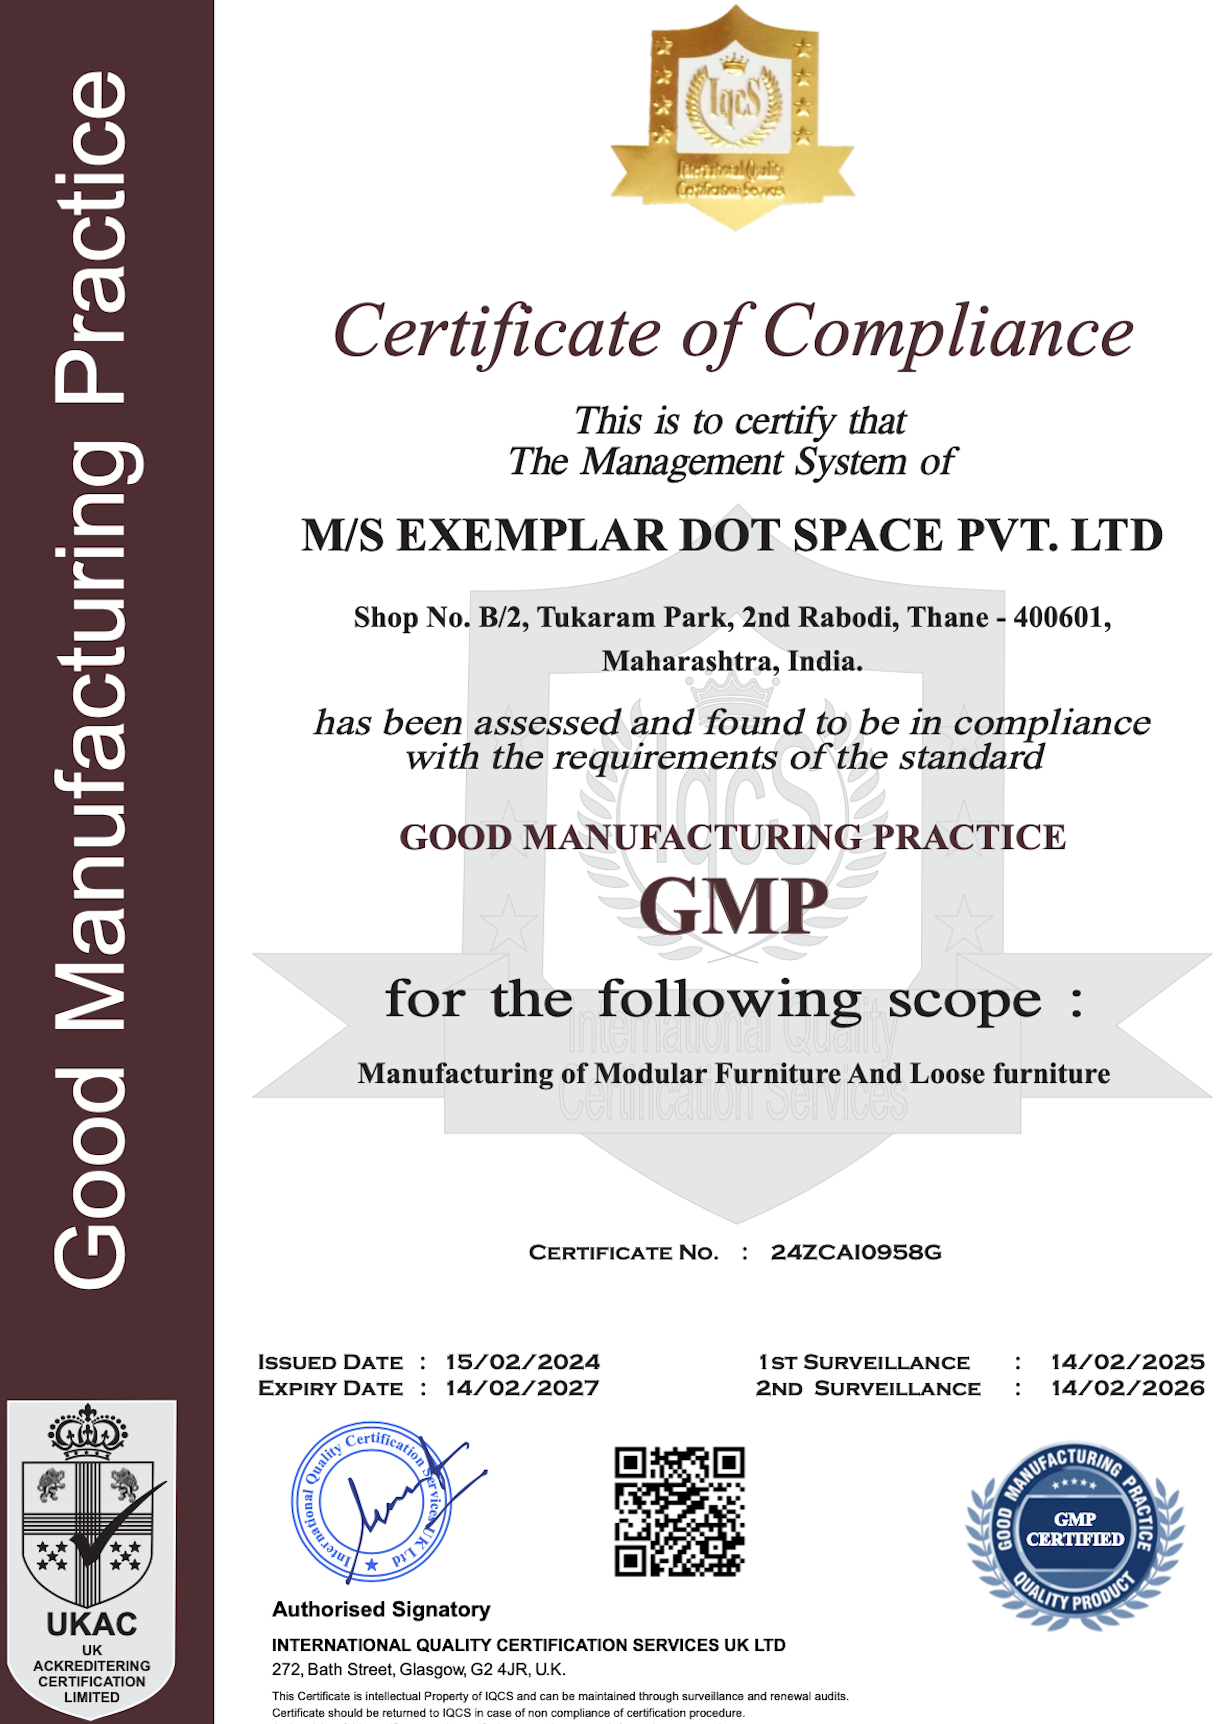 Good Manufacturing Practice
IqcS
International Quality
Certification Services
Certificate of Compliance
This is to certify that
The Management System of
M/S EXEMPLAR DOT SPACE PVT. LTD
Shop No. B/2, Tukaram Park, 2nd Rabodi, Thane - 400601,
Maharashtra, India.
has been assessed and found to be in compliance
with the requirements of the standard
IqcS
GOOD MANUFACTURING PRACTICE
GMP
for the following scope :
International Quality
Manufacturing of Modular Furniture And Loose furniture
Certification Services
CERTIFICATE NO. : 24ZCAI0958G
ISSUED DATE : 15/02/2024
EXPIRY DATE : 14/02/2027
1ST SURVEILLANCE : 14/02/2025
2ND SURVEILLANCE : 14/02/2026
UKAC
UK
ACKREDITERING
CERTIFICATION
LIMITED
International Quality Certification Services UK Ltd
GOOD MANUFACTURING PRACTICE
GMP
CERTIFIED
QUALITY PRODUCT
Authorised Signatory
INTERNATIONAL QUALITY CERTIFICATION SERVICES UK LTD
272, Bath Street, Glasgow, G2 4JR, U.K.
This Certificate is intellectual Property of IQCS and can be maintained through surveillance and renewal audits.
Certificate should be returned to IQCS in case of non compliance of certification procedure.